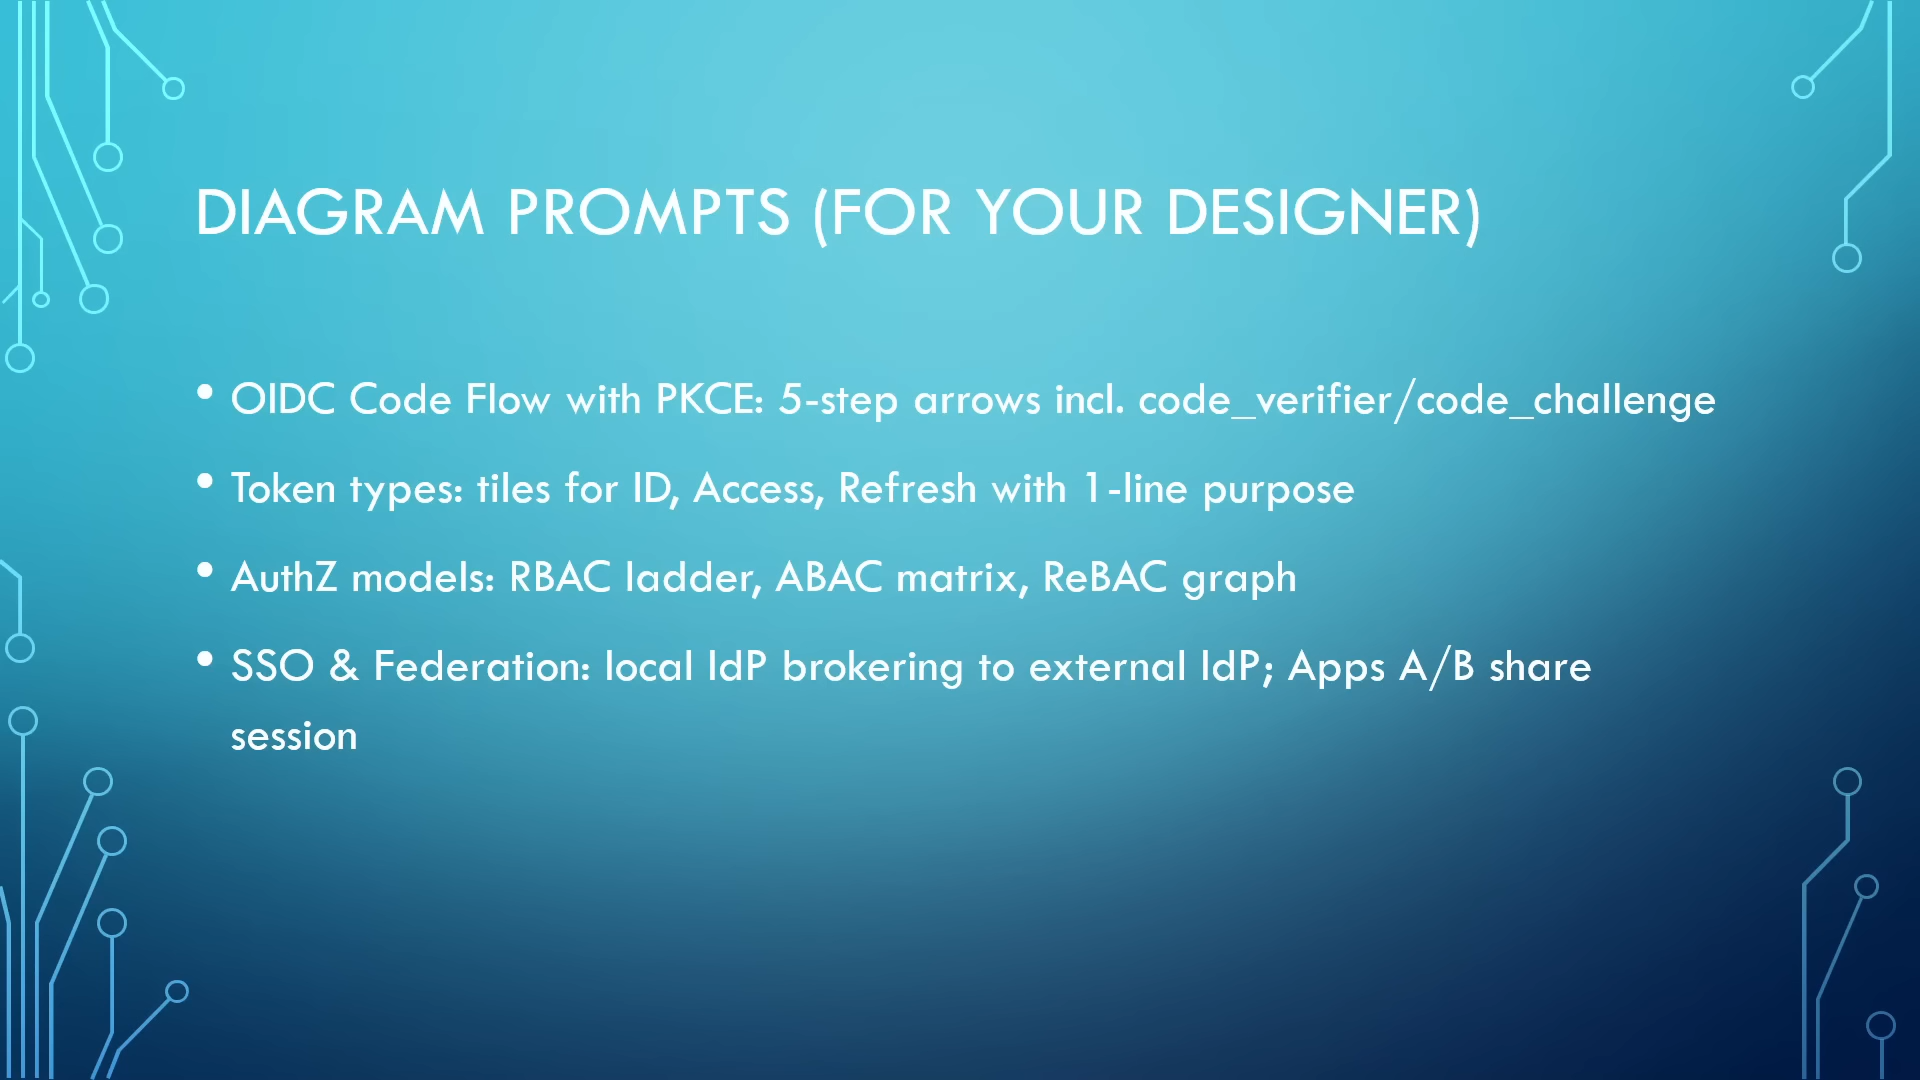 DIAGRAM PROMPTS (FOR YOUR DESIGNER)
• OIDC Code Flow with PKCE: 5-step arrows incl. code_verifier/code_challenge
• Token types: tiles for ID, Access, Refresh with 1-line purpose
• AuthZ models: RBAC ladder, ABAC matrix, ReBAC graph
• SSO & Federation: local IdP brokering to external IdP; Apps A/B share
session